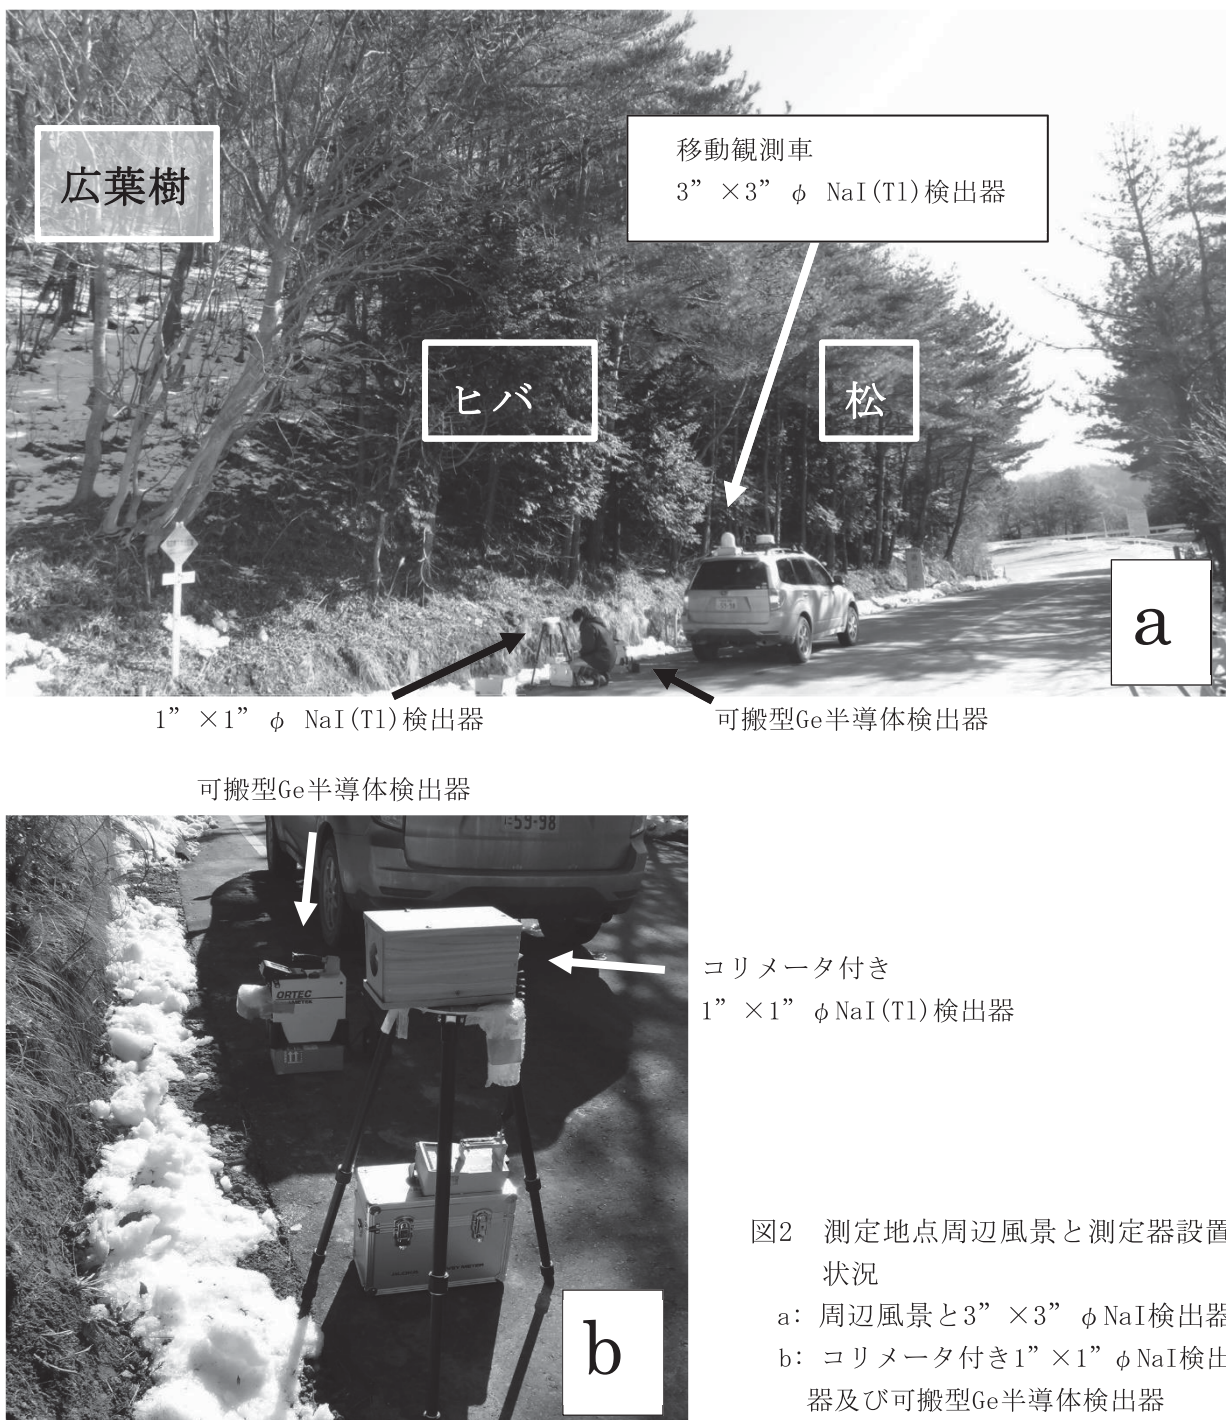 広葉樹
移動観測車
3”×3”φ NaI(Tl)検出器
ヒバ
松
a
1”×1”φ NaI(Tl)検出器
可搬型Ge半導体検出器
可搬型Ge半導体検出器
59-98
ORTEC
コリメータ付き
1”×1”φNaI(Tl)検出器
b
図2 測定地点周辺風景と測定器設置
状況
a: 周辺風景と3”×3”φNaI検出器
b: コリメータ付き1”×1”φNaI検出
器及び可搬型Ge半導体検出器